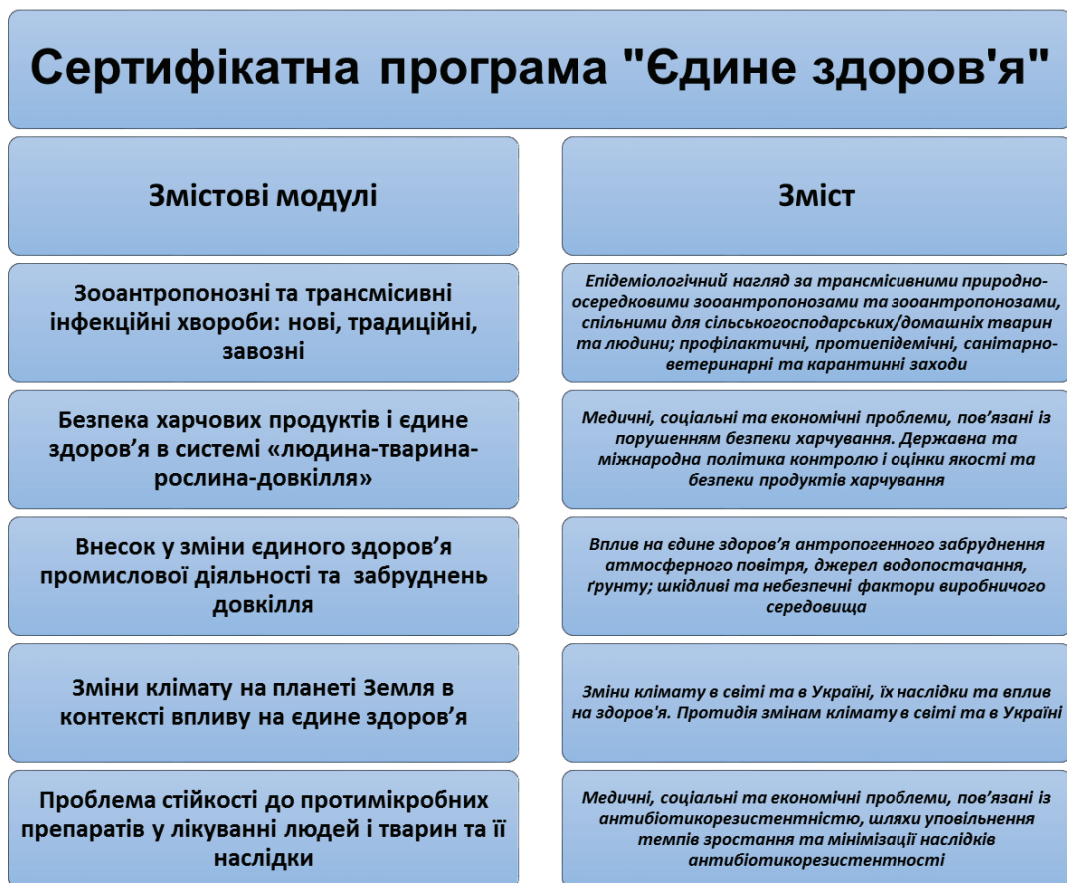 Сертифікатна програма "Єдине здоров'я"
Змістові модулі
Зміст
Зооантропонозні та трансмісивні
інфекційні хвороби: нові, традиційні,
завозні
Епідеміологічний нагляд за трансмісивними природно-
осередковими зооантропонозами та зооантропонозами,
спільними для сільськогосподарських/домашніх тварин
та людини; профілактичні, протиепідемічні, санітарно-
ветеринарні та карантинні заходи
Безпека харчових продуктів і єдине
здоров’я в системі «людина-тварина-
рослина-довкілля»
Медичні, соціальні та економічні проблеми, пов’язані із
порушенням безпеки харчування. Державна та
міжнародна політика контролю і оцінки якості та
безпеки продуктів харчування
Внесок у зміни єдиного здоров’я
промислової діяльності та забруднень
довкілля
Вплив на єдине здоров’я антропогенного забруднення
атмосферного повітря, джерел водопостачання,
ґрунту; шкідливі та небезпечні фактори виробничого
середовища
Зміни клімату на планеті Земля в
контексті впливу на єдине здоров’я
Зміни клімату в світі та в Україні, їх наслідки та вплив
на здоров'я. Протидія змінам клімату в світі та в Україні
Проблема стійкості до протимікробних
препаратів у лікуванні людей і тварин та її
наслідки
Медичні, соціальні та економічні проблеми, пов’язані із
антибіотикорезистентністю, шляхи уповільнення
темпів зростання та мінімізації наслідків
антибіотикорезистентності